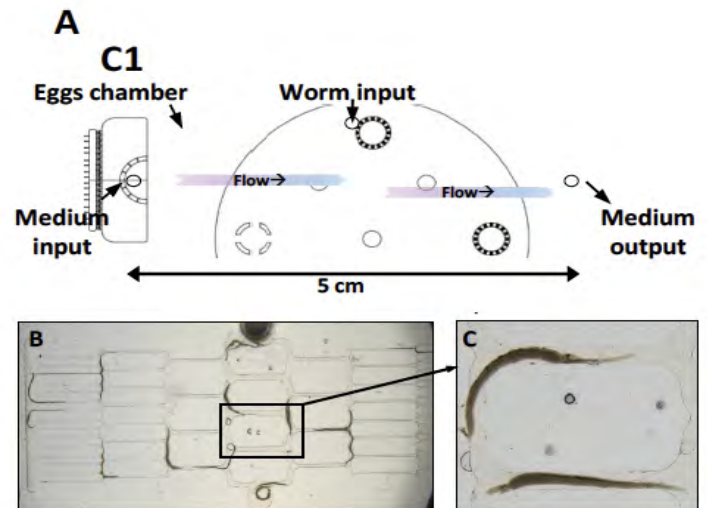 A
C1
Eggs chamber
Worm input
Flow→
Flow→
Medium input
Medium output
5 cm
B
C